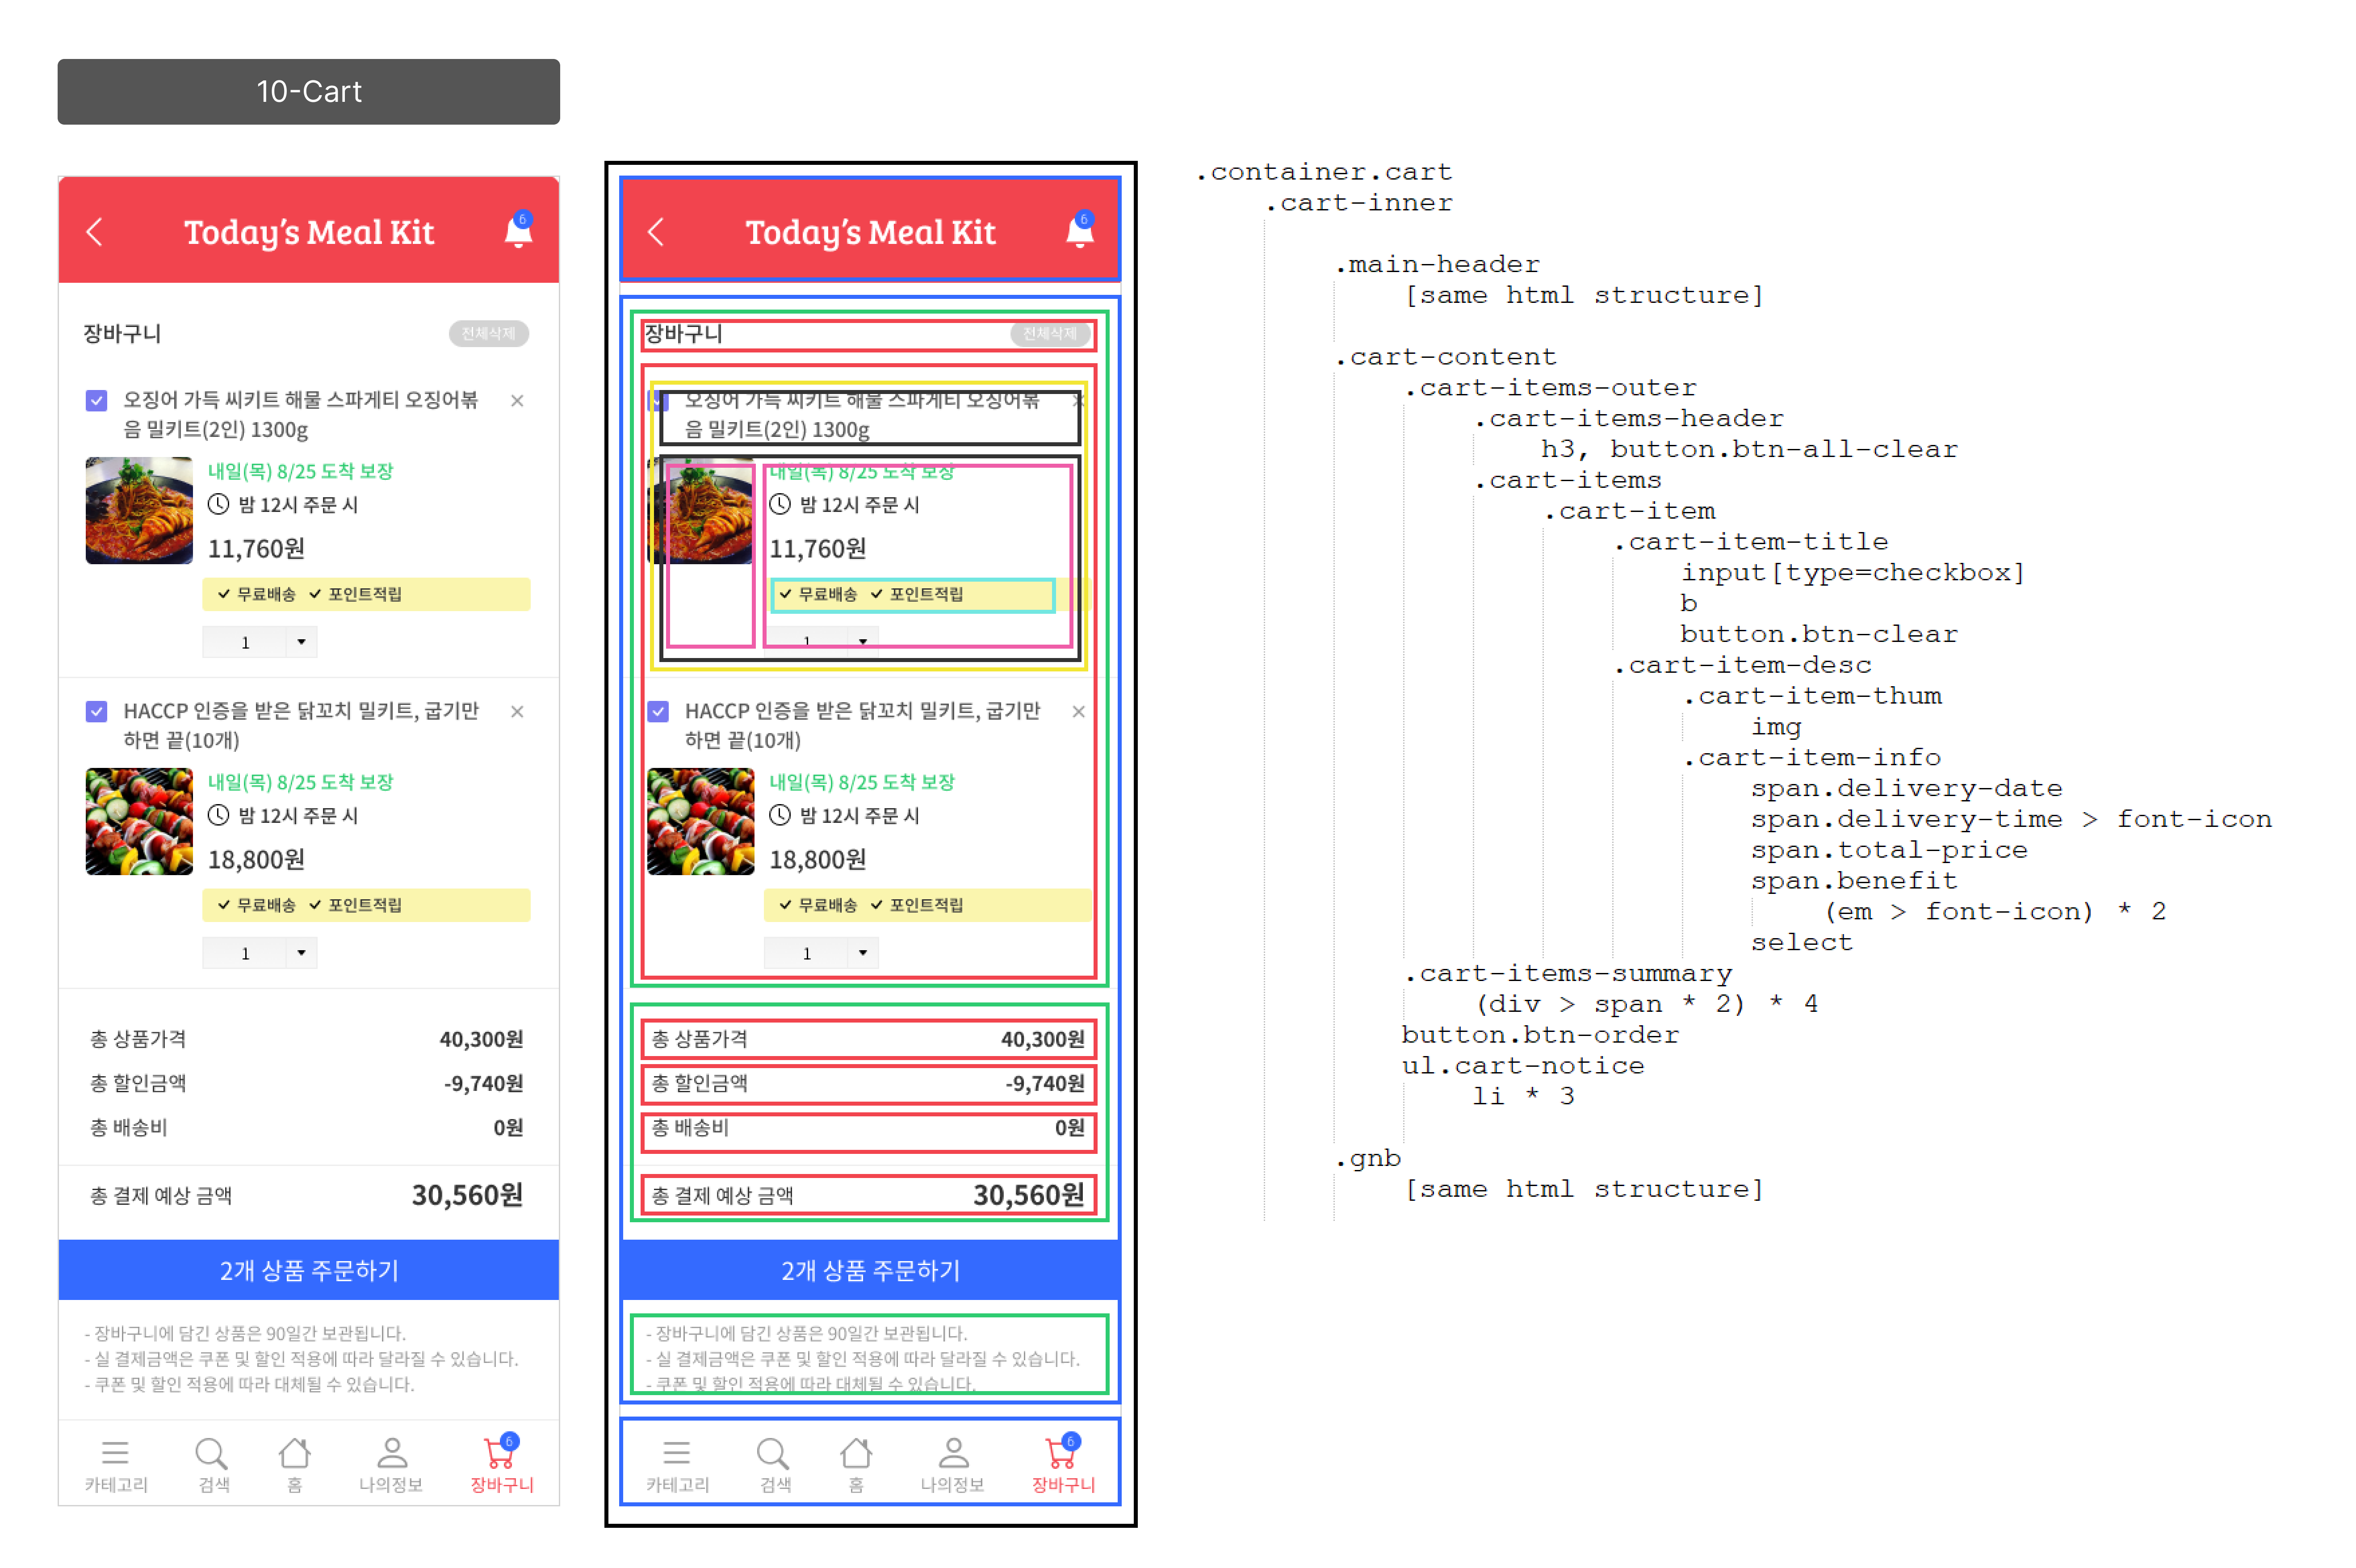 10-Cart
Today's Meal Kit
6
장바구니
전체삭제
오징어 가득 씨키트 해물 스파게티 오징어볶
음 밀키트(2인) 1300g
내일(목) 8/25 도착 보장
밤 12시 주문 시
11,760원
무료배송 포인트적립
1
HACCP 인증을 받은 닭꼬치 밀키트, 굽기만
하면 끝(10개)
내일(목) 8/25 도착 보장
밤 12시 주문 시
18,800원
무료배송 포인트적립
1
총 상품가격 40,300원
총 할인금액 -9,740원
총 배송비 0원
총 결제 예상 금액 30,560원
2개 상품 주문하기
- 장바구니에 담긴 상품은 90일간 보관됩니다.
- 실 결제금액은 쿠폰 및 할인 적용에 따라 달라질 수 있습니다.
- 쿠폰 및 할인 적용에 따라 대체될 수 있습니다.
6
카테고리 검색 홈 나의정보 장바구니
Today's Meal Kit
6
장바구니
전체삭제
오징어 가득 씨키트 해물 스파게티 오징어볶
음 밀키트(2인) 1300g
내일(목) 8/25 도착 보장
밤 12시 주문 시
11,760원
무료배송 포인트적립
1
HACCP 인증을 받은 닭꼬치 밀키트, 굽기만
하면 끝(10개)
내일(목) 8/25 도착 보장
밤 12시 주문 시
18,800원
무료배송 포인트적립
1
총 상품가격 40,300원
총 할인금액 -9,740원
총 배송비 0원
총 결제 예상 금액 30,560원
2개 상품 주문하기
- 장바구니에 담긴 상품은 90일간 보관됩니다.
- 실 결제금액은 쿠폰 및 할인 적용에 따라 달라질 수 있습니다.
- 쿠폰 및 할인 적용에 따라 대체될 수 있습니다.
6
카테고리 검색 홈 나의정보 장바구니
.container.cart
.cart-inner
.main-header
[same html structure]
.cart-content
.cart-items-outer
.cart-items-header
h3, button.btn-all-clear
.cart-items
.cart-item
.cart-item-title
input[type=checkbox]
b
button.btn-clear
.cart-item-desc
.cart-item-thum
img
.cart-item-info
span.delivery-date
span.delivery-time > font-icon
span.total-price
span.benefit
(em > font-icon) * 2
select
.cart-items-summary
(div > span * 2) * 4
button.btn-order
ul.cart-notice
li * 3
.gnb
[same html structure]